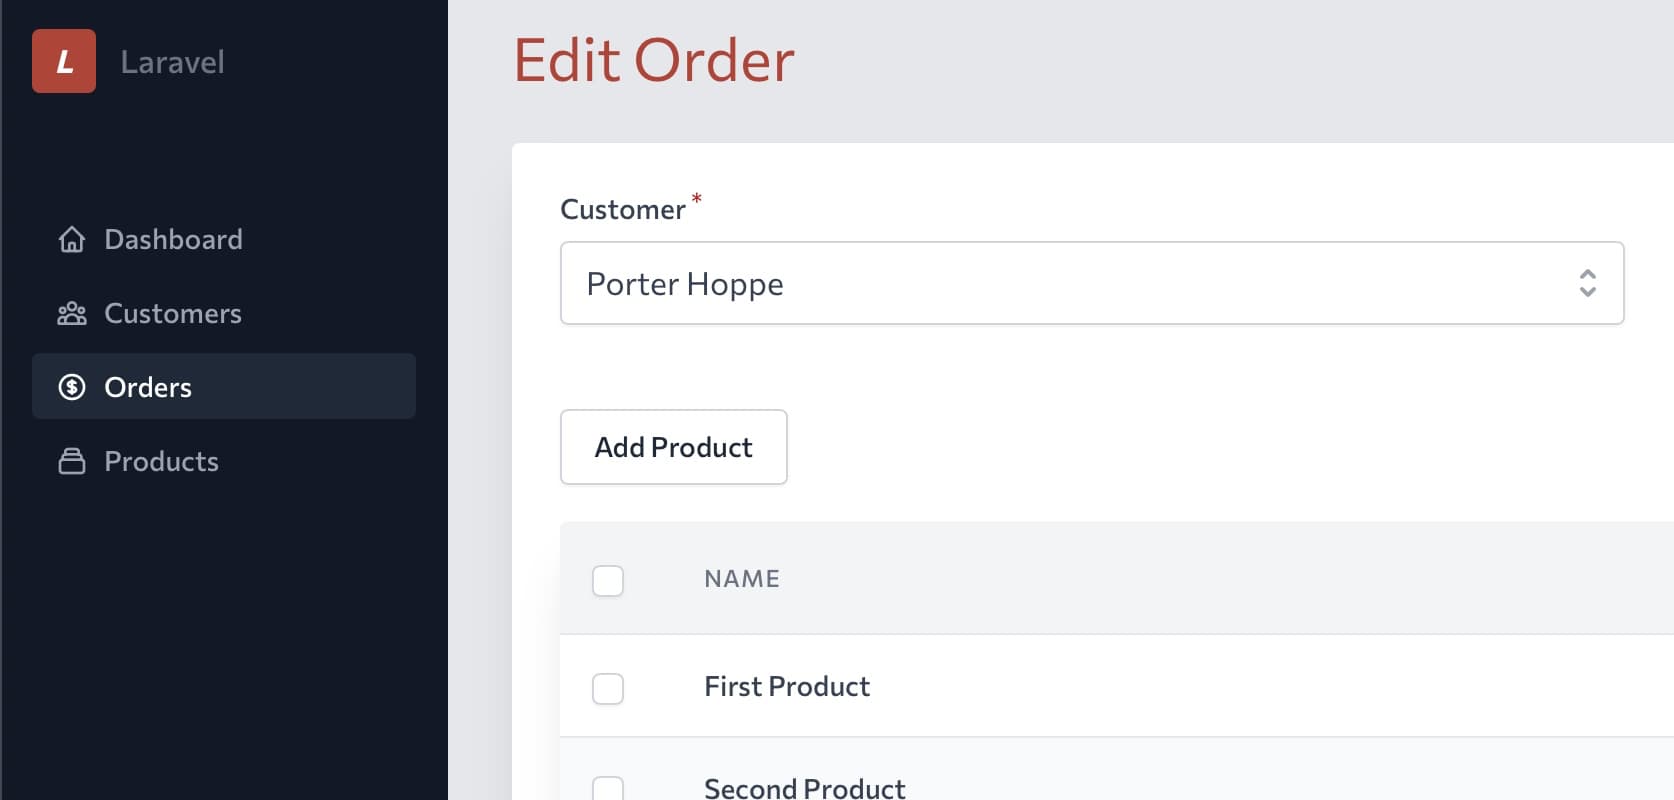 L
Laravel
Dashboard
Customers
Orders
Products
Edit Order
Customer *
Porter Hoppe
Add Product
NAME
First Product
Second Product